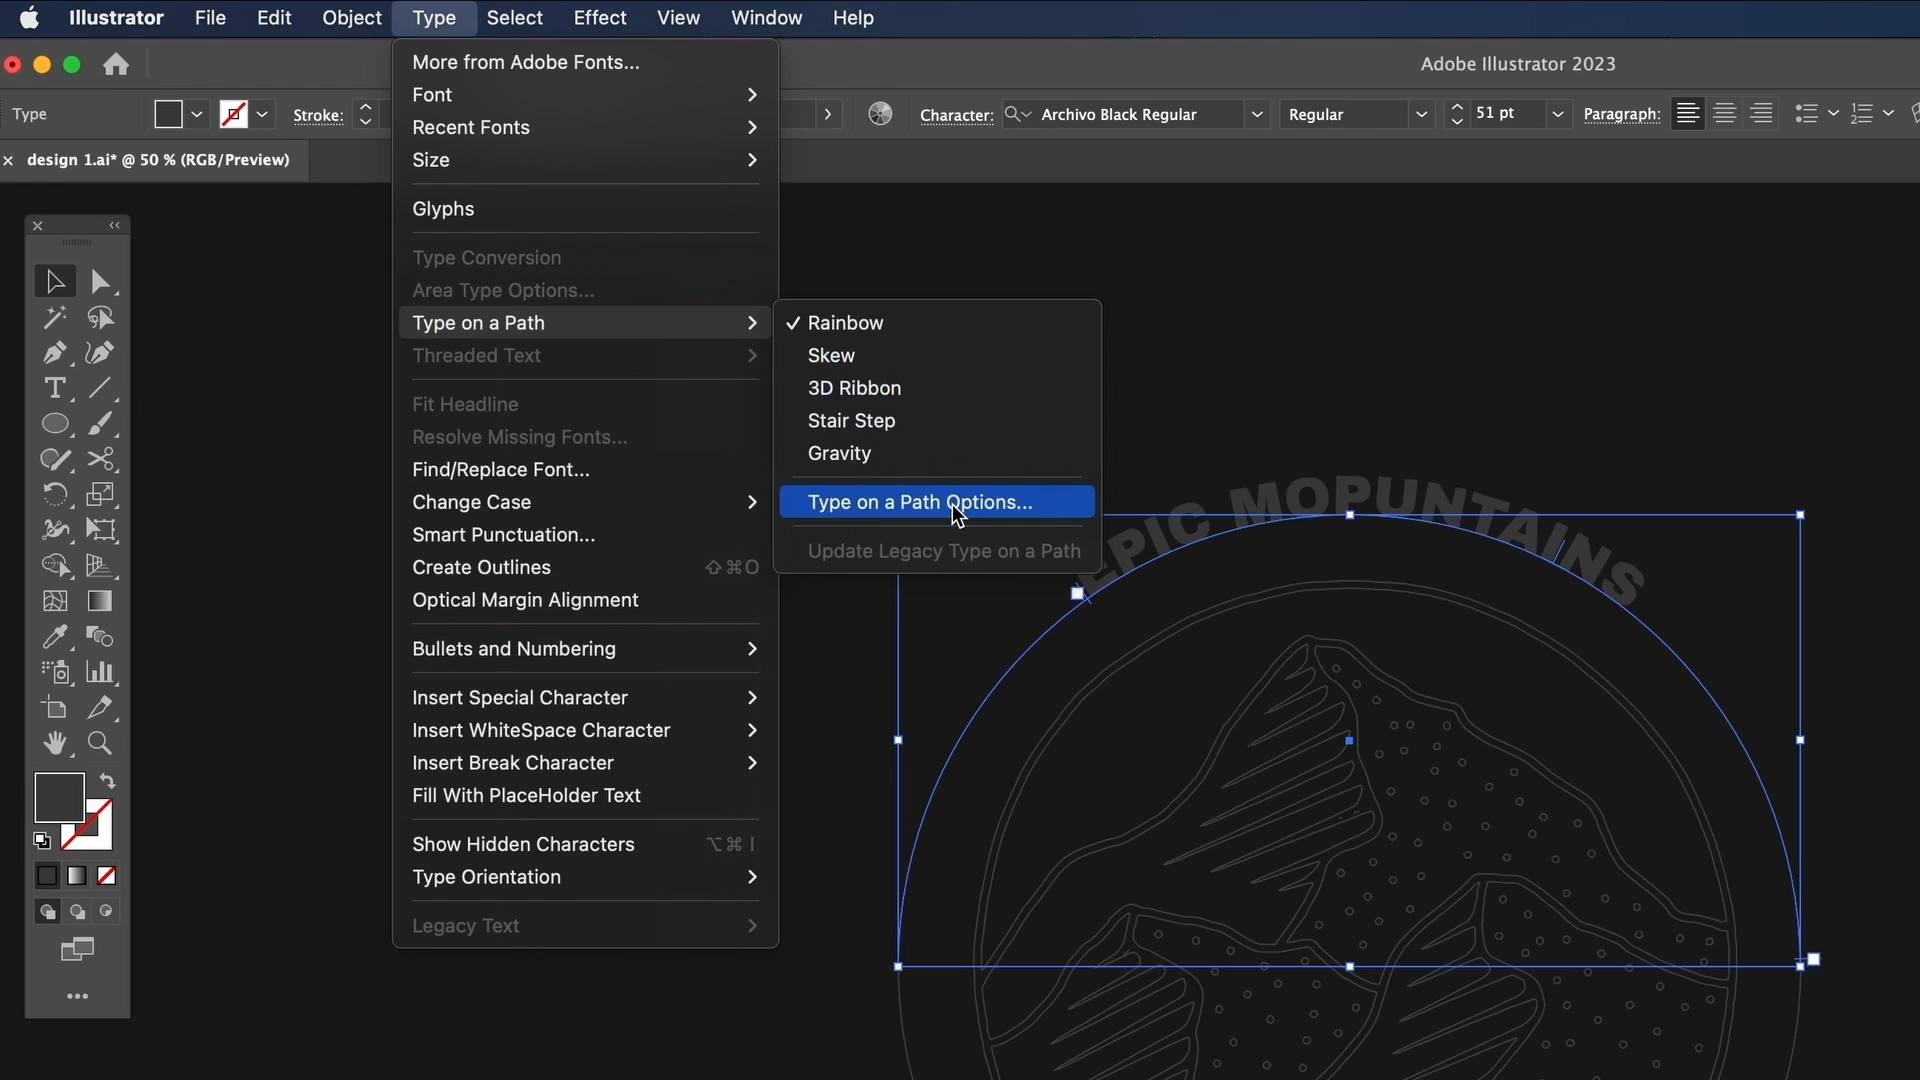 Illustrator File Edit Object Type Select Effect View Window Help
Adobe Illustrator 2023
Type Stroke: Character: Archivo Black Regular Regular 51 pt Paragraph:
design 1.ai* @ 50 % (RGB/Preview)
More from Adobe Fonts...
Font
Recent Fonts
Size
Glyphs
Type Conversion
Area Type Options...
Type on a Path
Threaded Text
Fit Headline
Resolve Missing Fonts...
Find/Replace Font...
Change Case
Smart Punctuation...
Create Outlines ⇧⌘O
Optical Margin Alignment
Bullets and Numbering
Insert Special Character
Insert WhiteSpace Character
Insert Break Character
Fill With PlaceHolder Text
Show Hidden Characters ⌥⌘I
Type Orientation
Legacy Text
Rainbow
Skew
3D Ribbon
Stair Step
Gravity
Type on a Path Options...
Update Legacy Type on a Path
EPIC MOPUNTAINS